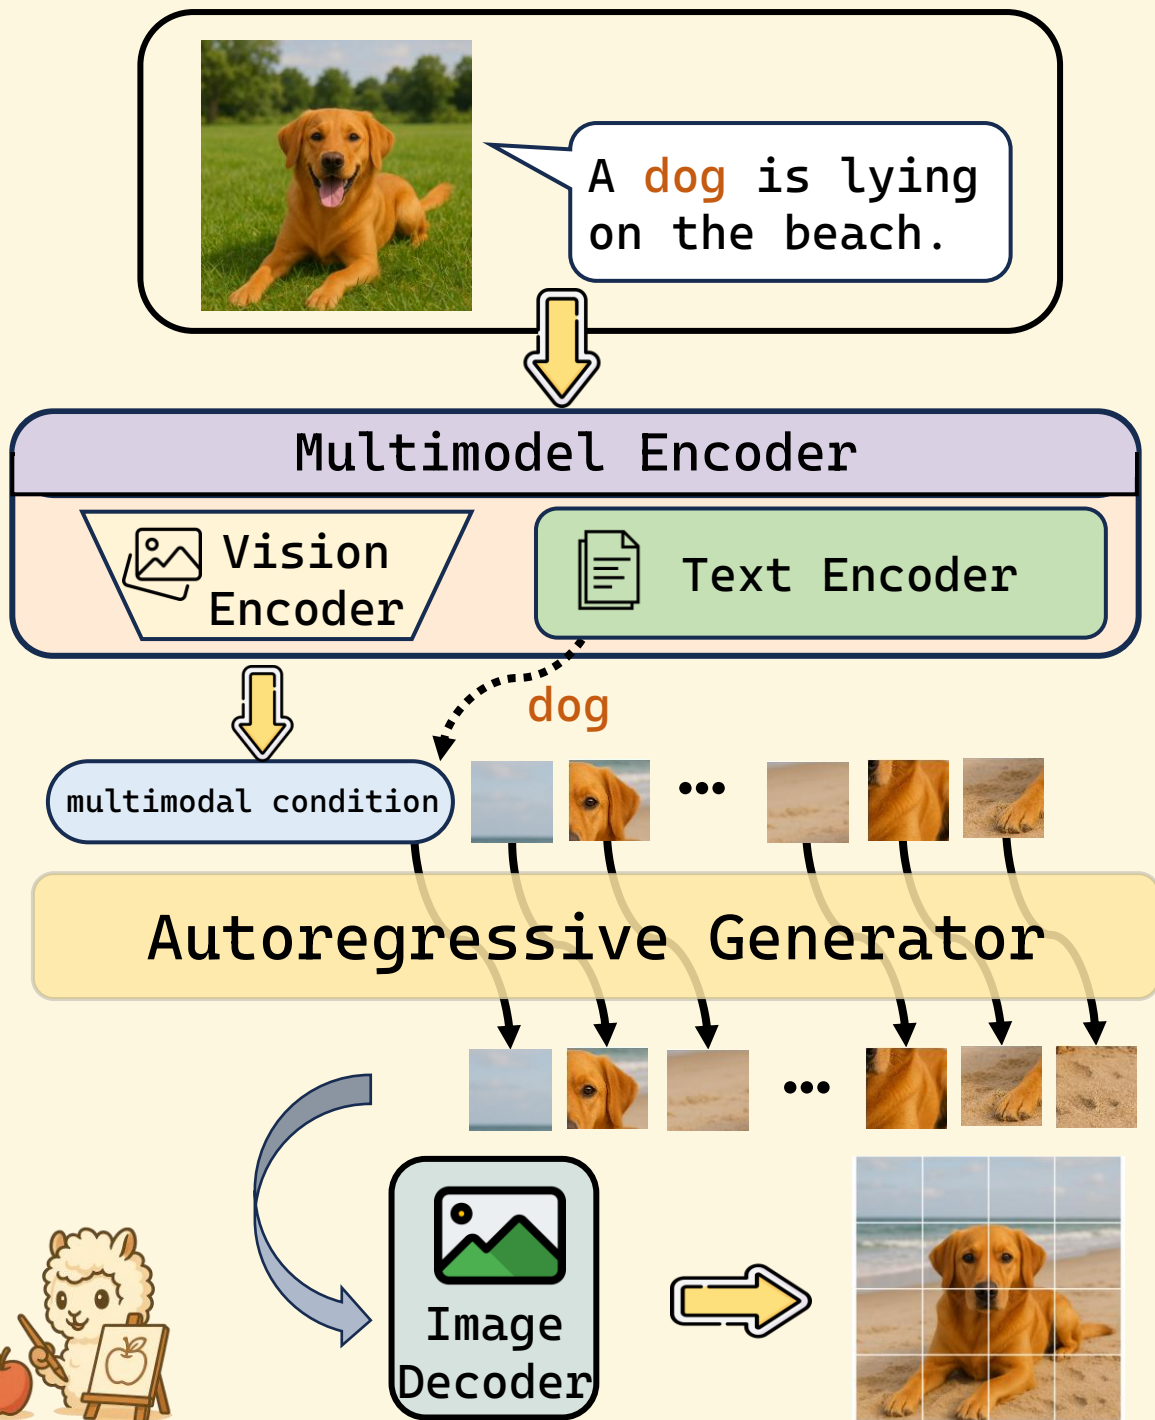 A dog is lying
on the beach.
Multimodel Encoder
Vision
Encoder
Text Encoder
dog
multimodal condition
Autoregressive Generator
Image
Decoder